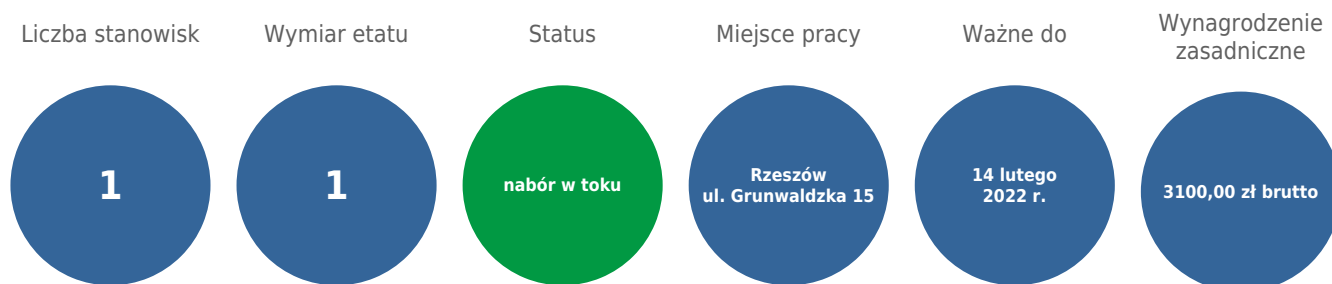 Liczba stanowisk
1
Wymiar etatu
1
Status
nabór w toku
Miejsce pracy
Rzeszów
ul. Grunwaldzka 15
Ważne do
14 lutego
2022 r.
Wynagrodzenie
zasadnicze
3100,00 zł brutto